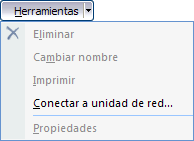 Herramientas
Eliminar
Cambiar nombre
Imprimir
Conectar a unidad de red...
Propiedades